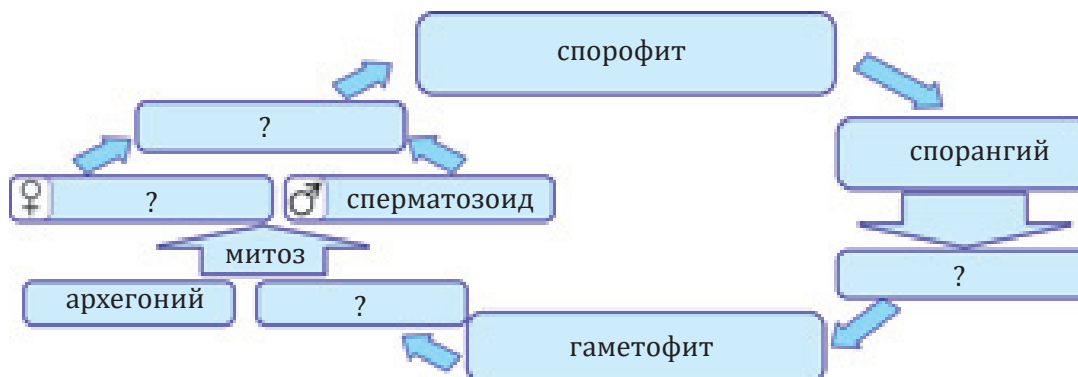 спорофит
?
спорангий
♀ ?
♂ сперматозоид
митоз
?
архегоний
?
гаметофит